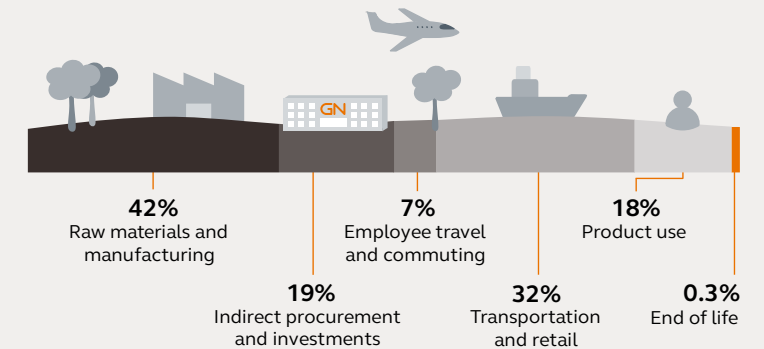 GN
42%
Raw materials and
manufacturing
7%
Employee travel
and commuting
18%
Product use
19%
Indirect procurement
and investments
32%
Transportation
and retail
0.3%
End of life